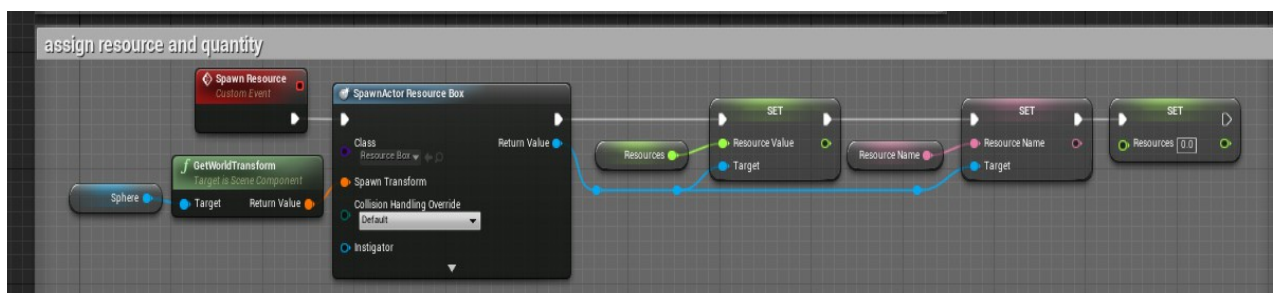 assign resource and quantity
Spawn Resource
Custom Event
SpawnActor Resource Box
Class
Resource Box
Return Value
Spawn Transform
Collision Handling Override
Default
Instigator
GetWorldTransform
Target is Scene Component
Target
Return Value
Sphere
Resources
SET
Resource Value
Target
Resource Name
SET
Resource Name
Target
SET
Resources 0.0